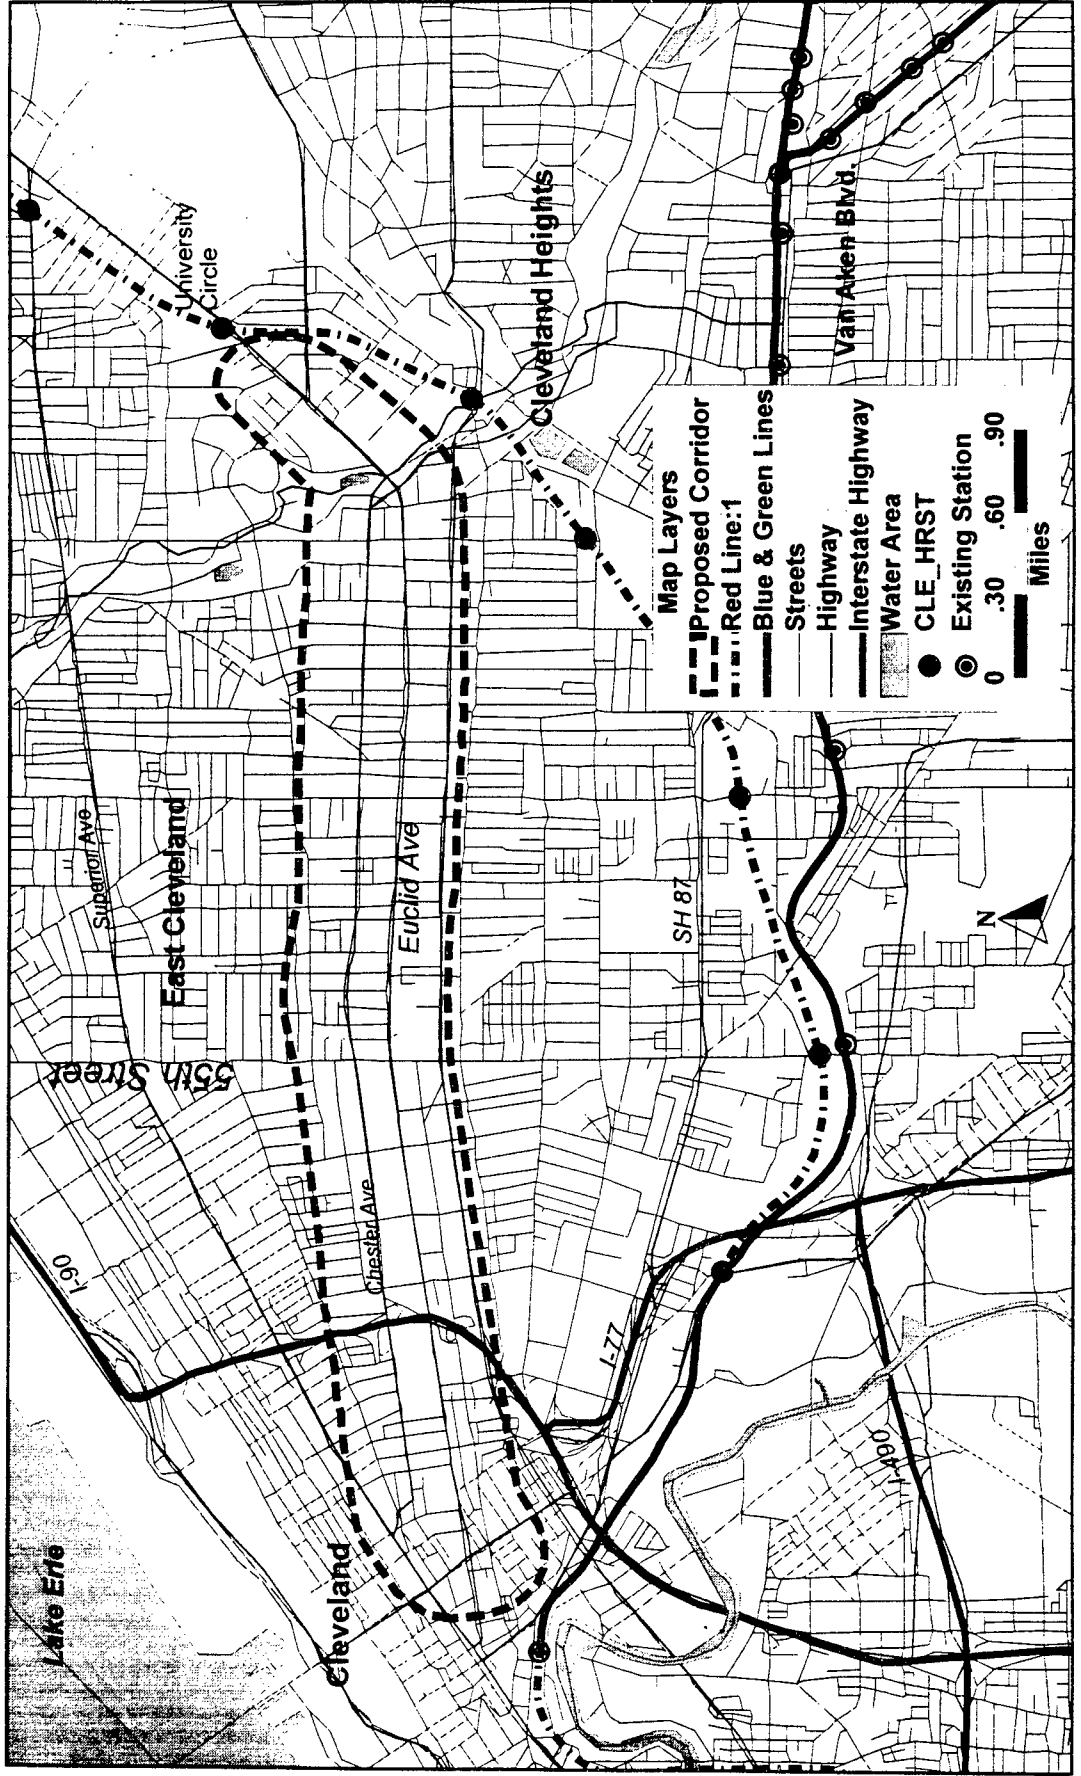 Lake Erie
I-90
Superior Ave
East Cleveland
55th Street
University
Circle
Chester Ave
Euclid Ave
Cleveland
Cleveland Heights
SH 87
I-77
I-490
Van Aken Blvd.
N
Map Layers
Proposed Corridor
Red Line:1
Blue & Green Lines
Streets
Highway
Interstate Highway
Water Area
CLE_HRST
Existing Station
0 .30 .60 .90
Miles